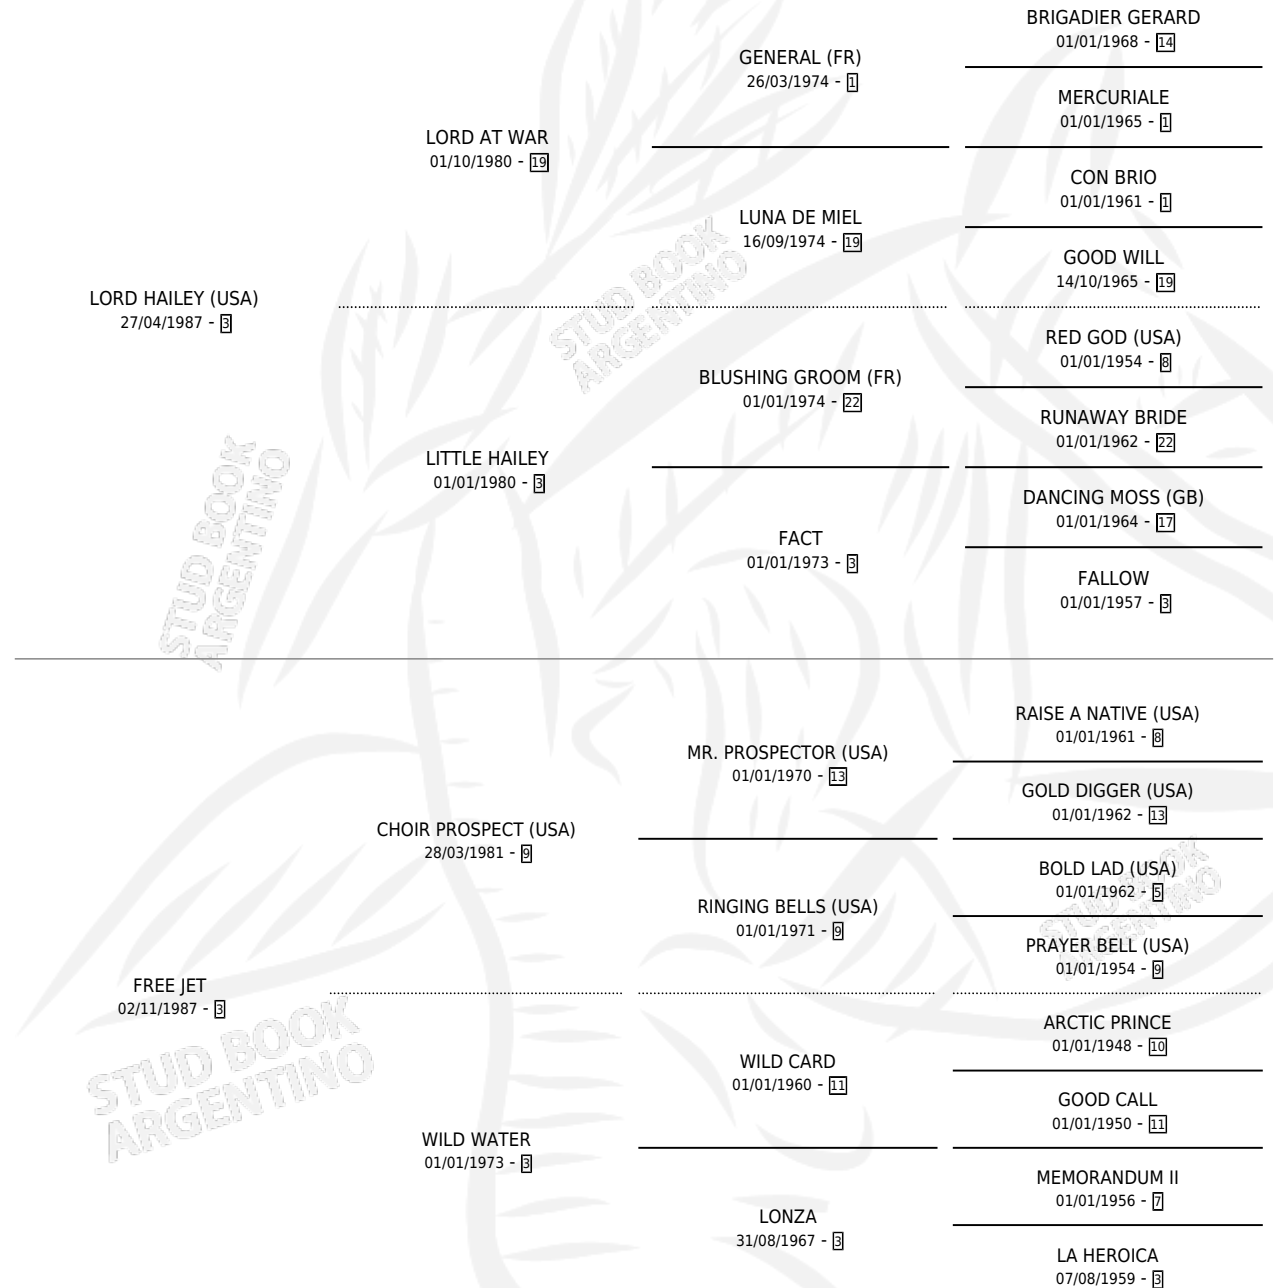 BRIGADIER GERARD
01/01/1968 - 14
GENERAL (FR)
26/03/1974 - 1
MERCURIALE
01/01/1965 - 1
LORD AT WAR
01/10/1980 - 19
CON BRIO
01/01/1961 - 1
LUNA DE MIEL
16/09/1974 - 19
GOOD WILL
14/10/1965 - 19
LORD HAILEY (USA)
27/04/1987 - 3
RED GOD (USA)
01/01/1954 - 8
BLUSHING GROOM (FR)
01/01/1974 - 22
RUNAWAY BRIDE
01/01/1962 - 22
LITTLE HAILEY
01/01/1980 - 3
DANCING MOSS (GB)
01/01/1964 - 17
FACT
01/01/1973 - 3
FALLOW
01/01/1957 - 3
RAISE A NATIVE (USA)
01/01/1961 - 8
MR. PROSPECTOR (USA)
01/01/1970 - 13
GOLD DIGGER (USA)
01/01/1962 - 13
CHOIR PROSPECT (USA)
28/03/1981 - 9
BOLD LAD (USA)
01/01/1962 - 5
RINGING BELLS (USA)
01/01/1971 - 9
PRAYER BELL (USA)
01/01/1954 - 9
FREE JET
02/11/1987 - 3
ARCTIC PRINCE
01/01/1948 - 10
WILD CARD
01/01/1960 - 11
GOOD CALL
01/01/1950 - 11
WILD WATER
01/01/1973 - 3
MEMORANDUM II
01/01/1956 - 7
LONZA
31/08/1967 - 3
LA HEROICA
07/08/1959 - 3
STUD BOOK
ARGENTINO
STUD BOOK
ARGENTINO
STUD BOOK
ARGENTINO
STUD BOOK
ARGENTINO